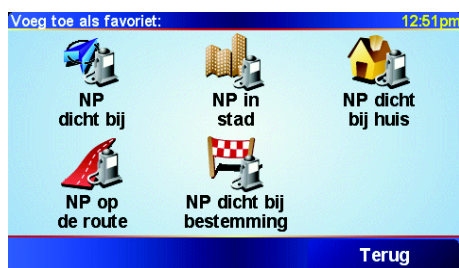 Voeg toe als favoriet: 12:51pm
NP dicht bij
NP in stad
NP dicht bij huis
NP op de route
NP dicht bij bestemming
Terug